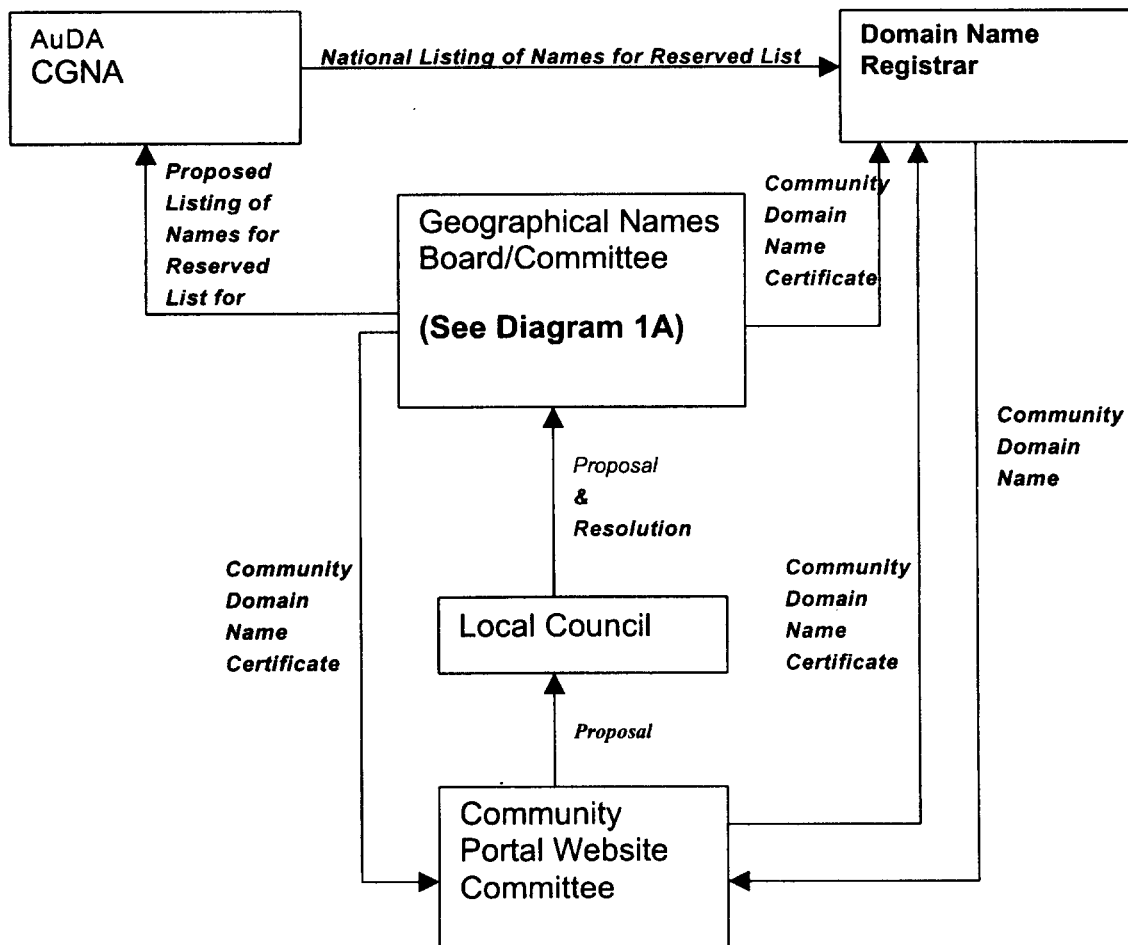 AuDA
CGNA
National Listing of Names for Reserved List
Domain Name
Registrar
Proposed
Listing of
Names for
Reserved
List for
Geographical Names
Board/Committee
(See Diagram 1A)
Community
Domain
Name
Certificate
Community
Domain
Name
Proposal
&
Resolution
Community
Domain
Name
Certificate
Local Council
Community
Domain
Name
Certificate
Proposal
Community
Portal Website
Committee